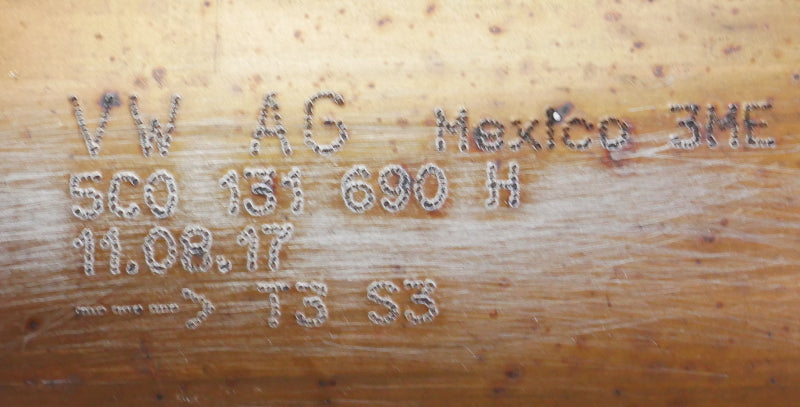 VW AG Mexico 3ME
5C0 131 690 H
11.08.17
---> T3 S3